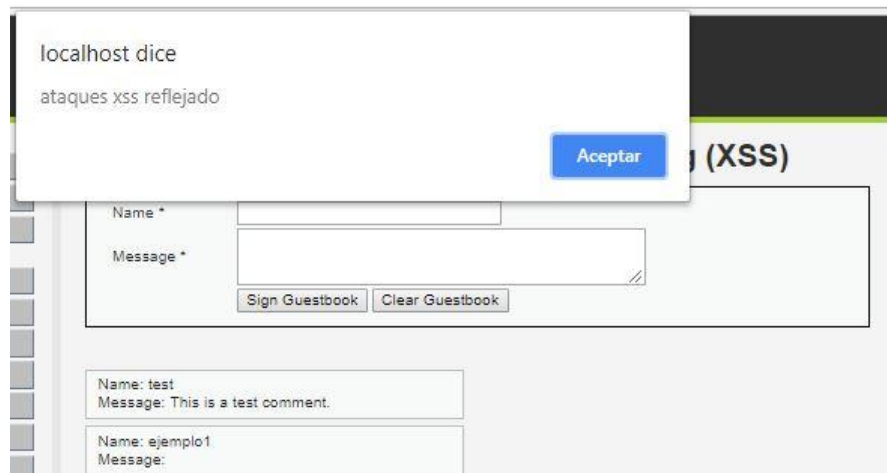 localhost dice
ataques xss reflejado
Aceptar
(XSS)
Name *
Message *
Sign Guestbook
Clear Guestbook
Name: test
Message: This is a test comment.
Name: ejemplo1
Message: